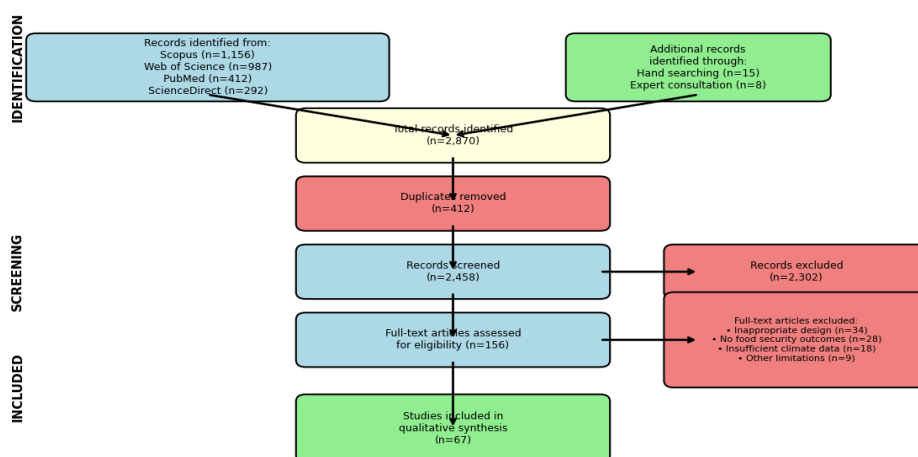 IDENTIFICATION
Records identified from:
Scopus (n=1,156)
Web of Science (n=987)
PubMed (n=412)
ScienceDirect (n=292)
Additional records
identified through:
Hand searching (n=15)
Expert consultation (n=8)
Total records identified
(n=2,870)
Duplicates removed
(n=412)
SCREENING
Records screened
(n=2,458)
Records excluded
(n=2,302)
Full-text articles assessed
for eligibility (n=156)
Full-text articles excluded:
• Inappropriate design (n=34)
• No food security outcomes (n=28)
• Insufficient climate data (n=18)
• Other limitations (n=9)
INCLUDED
Studies included in
qualitative synthesis
(n=67)